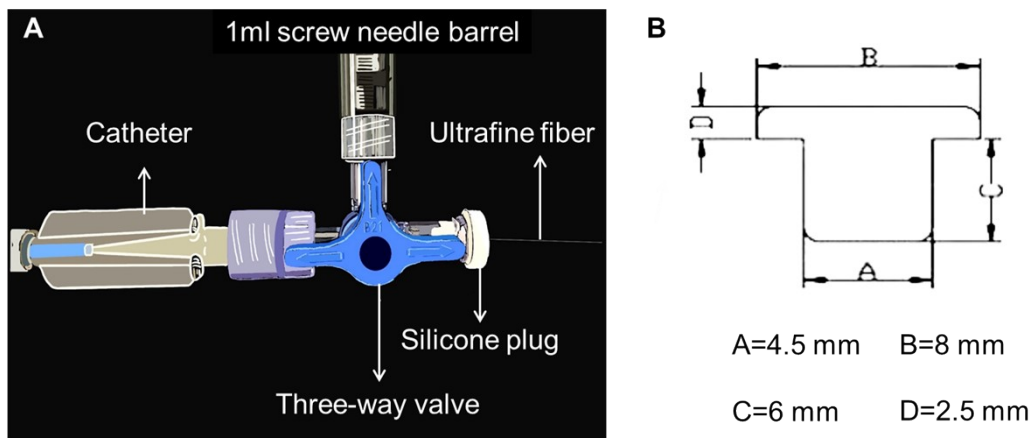 A
1ml screw needle barrel
Catheter
Ultrafine fiber
Silicone plug
Three-way valve
B
B
D
C
A
A=4.5 mm B=8 mm
C=6 mm D=2.5 mm